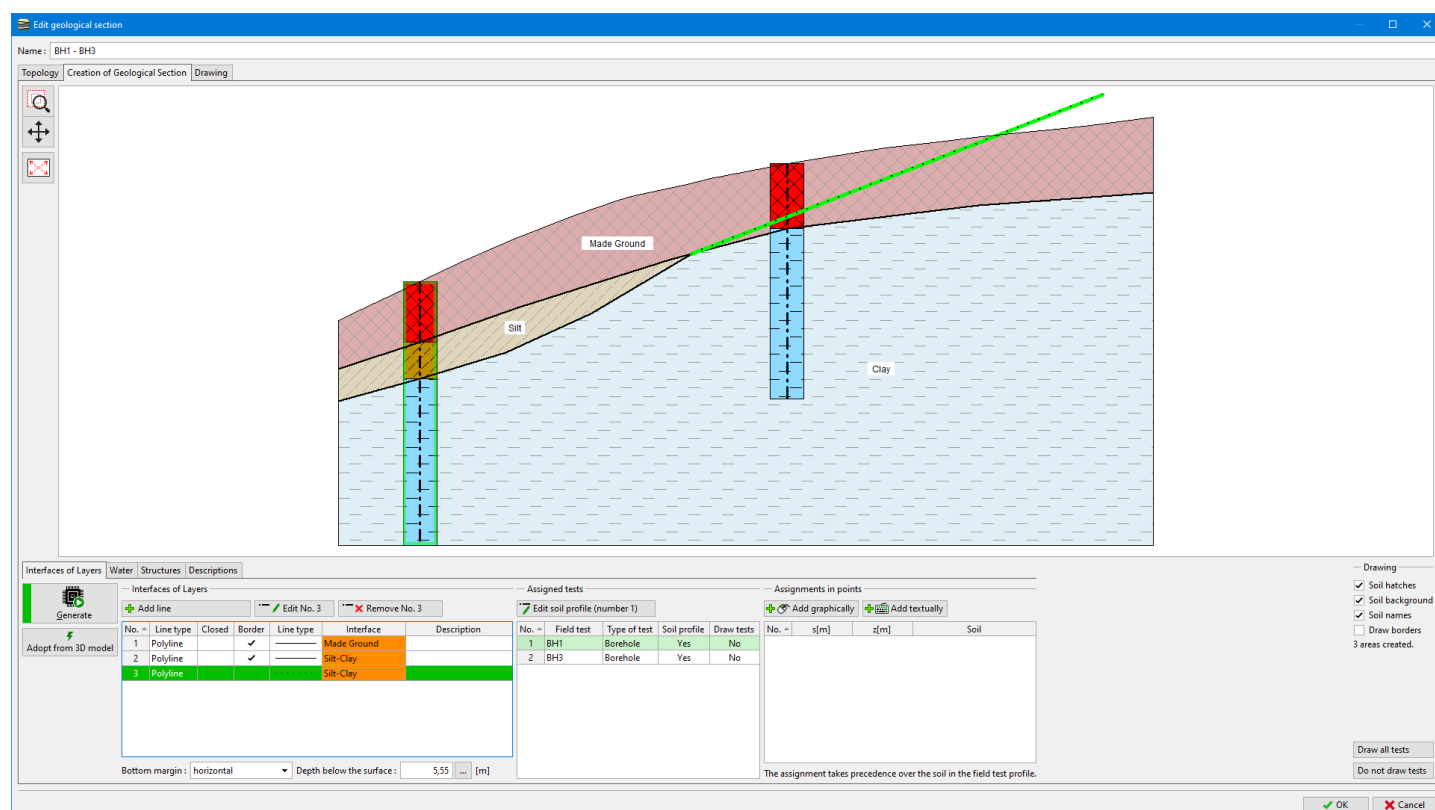 Edit geological section
Name : BH1 - BH3
Topology Creation of Geological Section Drawing
Made Ground
Silt
Clay
Interfaces of Layers Water Structures Descriptions
Generate
Adopt from 3D model
Interfaces of Layers
Add line Edit No. 3 Remove No. 3
No. Line type Closed Border Line type Interface Description
1 Polyline Made Ground
2 Polyline Silt-Clay
3 Polyline Silt-Clay
Bottom margin : horizontal Depth below the surface : 5,55 ... [m]
Assigned tests
Edit soil profile (number 1)
No. Field test Type of test Soil profile Draw tests
1 BH1 Borehole Yes No
2 BH3 Borehole Yes No
Assignments in points
Add graphically Add textually
No. s[m] z[m] Soil
The assignment takes precedence over the soil in the field test profile.
Drawing
Soil hatches
Soil background
Soil names
Draw borders
3 areas created.
Draw all tests
Do not draw tests
OK Cancel